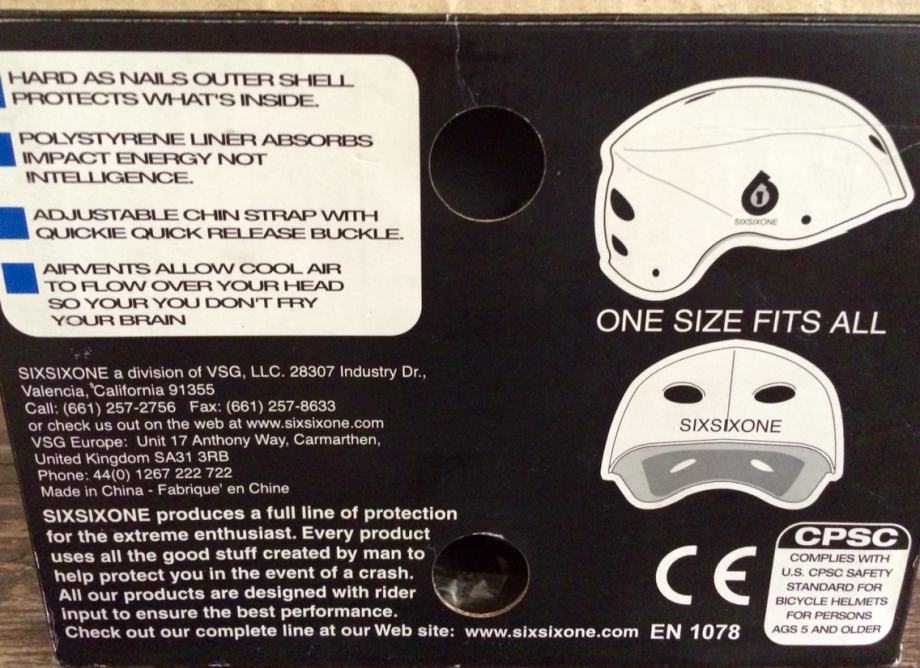 HARD AS NAILS OUTER SHELL
PROTECTS WHAT'S INSIDE.
POLYSTYRENE LINER ABSORBS
IMPACT ENERGY NOT
INTELLIGENCE.
ADJUSTABLE CHIN STRAP WITH
QUICKIE QUICK RELEASE BUCKLE.
AIRVENTS ALLOW COOL AIR
TO FLOW OVER YOUR HEAD
SO YOUR YOU DON'T FRY
YOUR BRAIN
SIXSIXONE a division of VSG, LLC. 28307 Industry Dr.,
Valencia, California 91355
Call: (661) 257-2756 Fax: (661) 257-8633
or check us out on the web at www.sixsixone.com
VSG Europe: Unit 17 Anthony Way, Carmarthen,
United Kingdom SA31 3RB
Phone: 44(0) 1267 222 722
Made in China - Fabrique' en Chine
SIXSIXONE produces a full line of protection
for the extreme enthusiast. Every product
uses all the good stuff created by man to
help protect you in the event of a crash.
All our products are designed with rider
input to ensure the best performance.
Check out our complete line at our Web site: www.sixsixone.com
6
1
SIXSIXONE
ONE SIZE FITS ALL
SIXSIXONE
CE
EN 1078
CPSC
COMPLIES WITH
U.S. CPSC SAFETY
STANDARD FOR
BICYCLE HELMETS
FOR PERSONS
AGS 5 AND OLDER